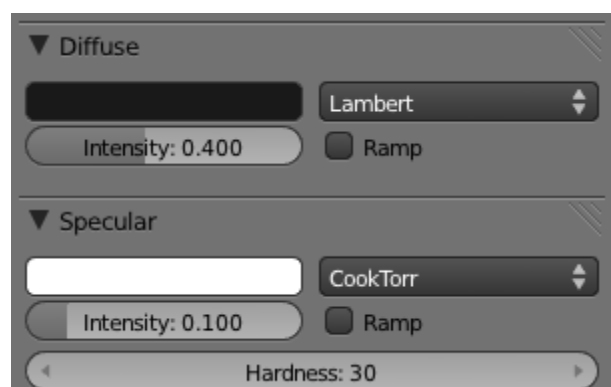 Diffuse
Lambert
Intensity: 0.400 Ramp
Specular
CookTorr
Intensity: 0.100 Ramp
Hardness: 30